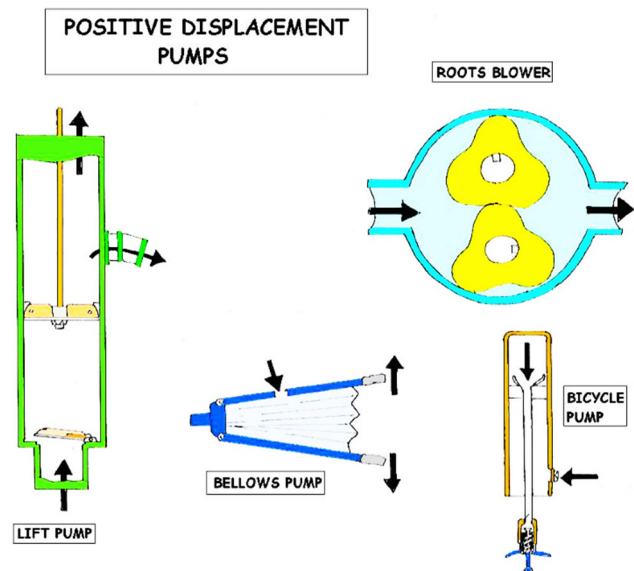 POSITIVE DISPLACEMENT
PUMPS
ROOTS BLOWER
BICYCLE
PUMP
BELLOWS PUMP
LIFT PUMP